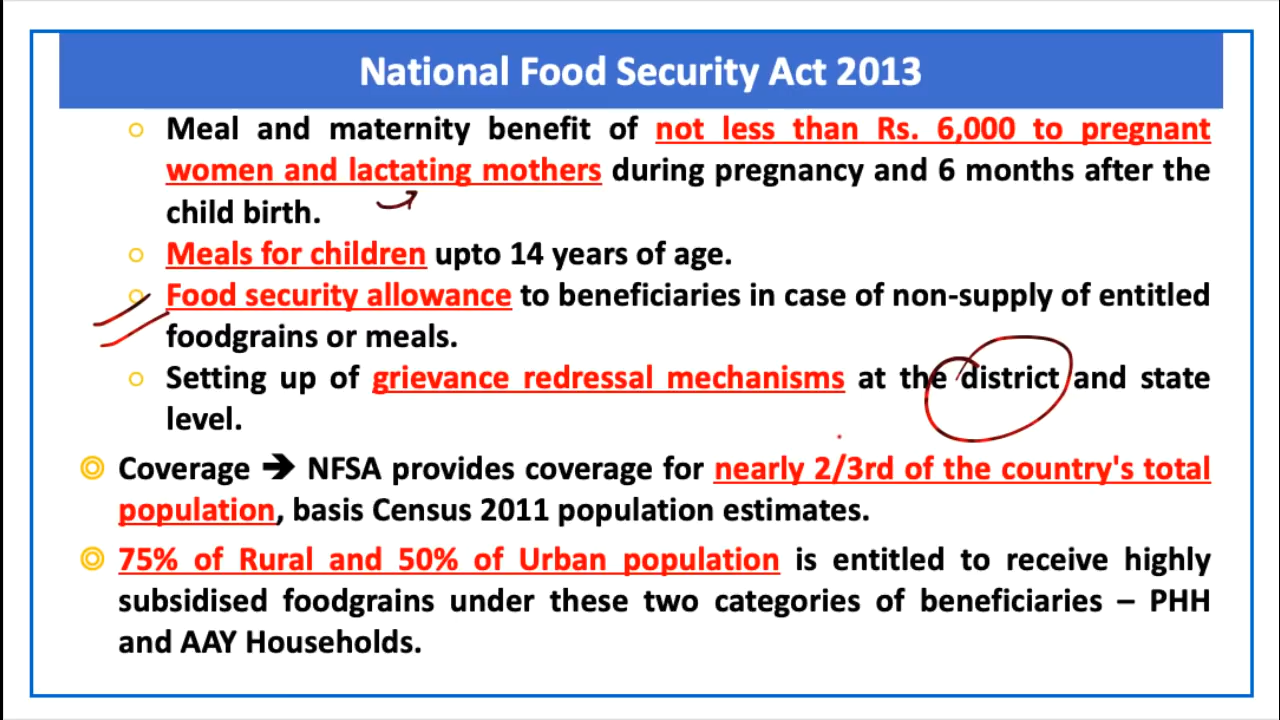 National Food Security Act 2013
○ Meal and maternity benefit of not less than Rs. 6,000 to pregnant
women and lactating mothers during pregnancy and 6 months after the
child birth.
○ Meals for children upto 14 years of age.
○ Food security allowance to beneficiaries in case of non-supply of entitled
foodgrains or meals.
○ Setting up of grievance redressal mechanisms at the district and state
level.
◎ Coverage ➔ NFSA provides coverage for nearly 2/3rd of the country's total
population, basis Census 2011 population estimates.
◎ 75% of Rural and 50% of Urban population is entitled to receive highly
subsidised foodgrains under these two categories of beneficiaries – PHH
and AAY Households.